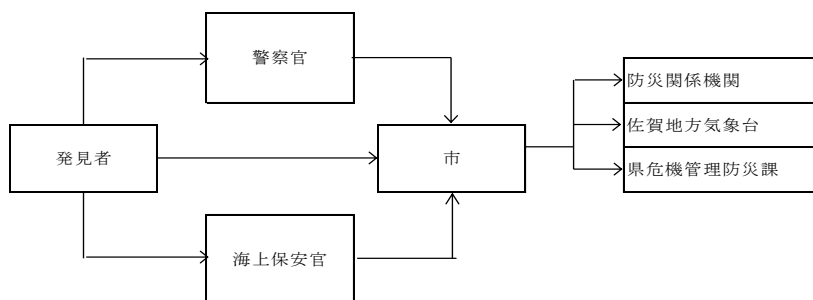 警察官
防災関係機関
佐賀地方気象台
発見者
市
県危機管理防災課
海上保安官